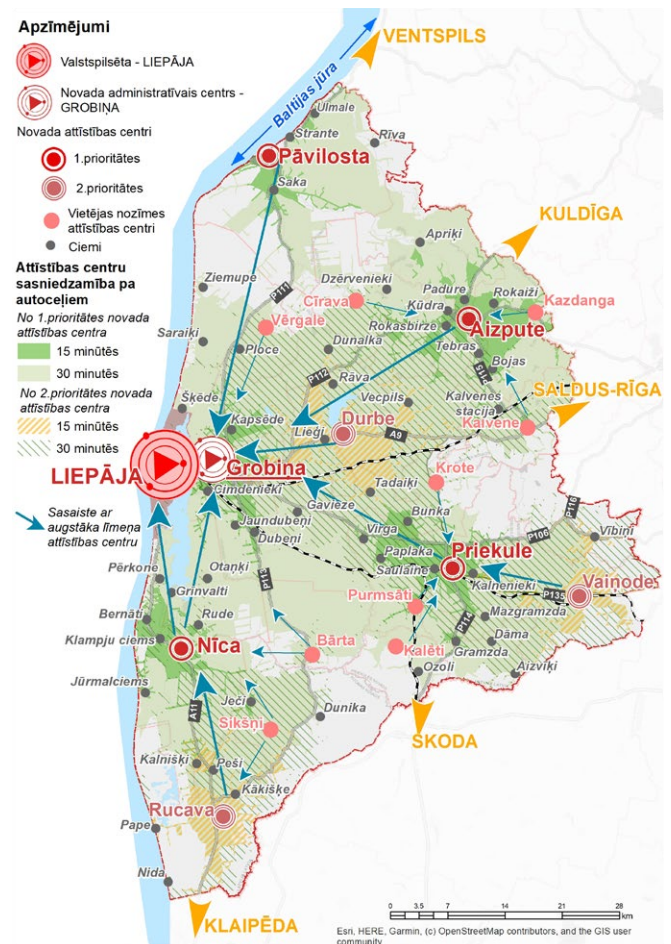 Apzīmējumi
Valstspilsēta - LIEPĀJA
Novada administratīvais centrs -
GROBIŅA
Novada attīstības centri
1.prioritātes
2.prioritātes
Vietējas nozīmes
attīstības centri
Ciemi
Attīstības centru
sasniedzamība pa
autoceļiem
No 1.prioritātes novada
attīstības centra
15 minūtēs
30 minūtēs
No 2.prioritātes novada
attīstības centra
15 minūtēs
30 minūtēs
Sasaiste ar
augstāka līmeņa
attīstības centru
VENTSPILS
Baltijas jūra
Ulmale
Strante
Rīva
Pāvilosta
Saka
KULDĪGA
Apriķi
Ziemupe
Dzērvenieki
Padure
Rokaiži
P111
Cīrava
Kūdra
Kazdanga
Vērgale
Rokasbirze
Aizpute
Saraiķi
Ploce
Dunalka
Tebras
P115
Bojas
P112
Rāva
SALDUS-RĪGA
Šķēde
Vecpils
Kalvenes
stacija
Kapsēde
Durbe
Lieģi
A9
Kalvene
LIEPĀJA
Grobiņa
Krote
Cimdenieki
Tadaiķi
Gavieze
Bunka
P116
Jaundubeņi
Virga
P106
Vībiņi
Dubeņi
Paplaka
Priekule
Pērkone
Otaņķi
P113
Saulaine
Kalnenieki
Vaiņode
Grīnvalti
Purmsāti
P135
Bernāti
Rude
Mazgramzda
P114
Klampju ciems
Nīca
Bārta
Kalēti
Dāma
Gramzda
Jūrmalciems
Ozoli
Aizvīķi
Ječi
A11
Sikšņi
Dunika
SKODA
Kalnišķi
Peši
Ķākišķe
Rucava
Pape
Nida
KLAIPĒDA
0 3.5 7 14 21 28
km
Esri, HERE, Garmin, (c) OpenStreetMap contributors, and the GIS user
community